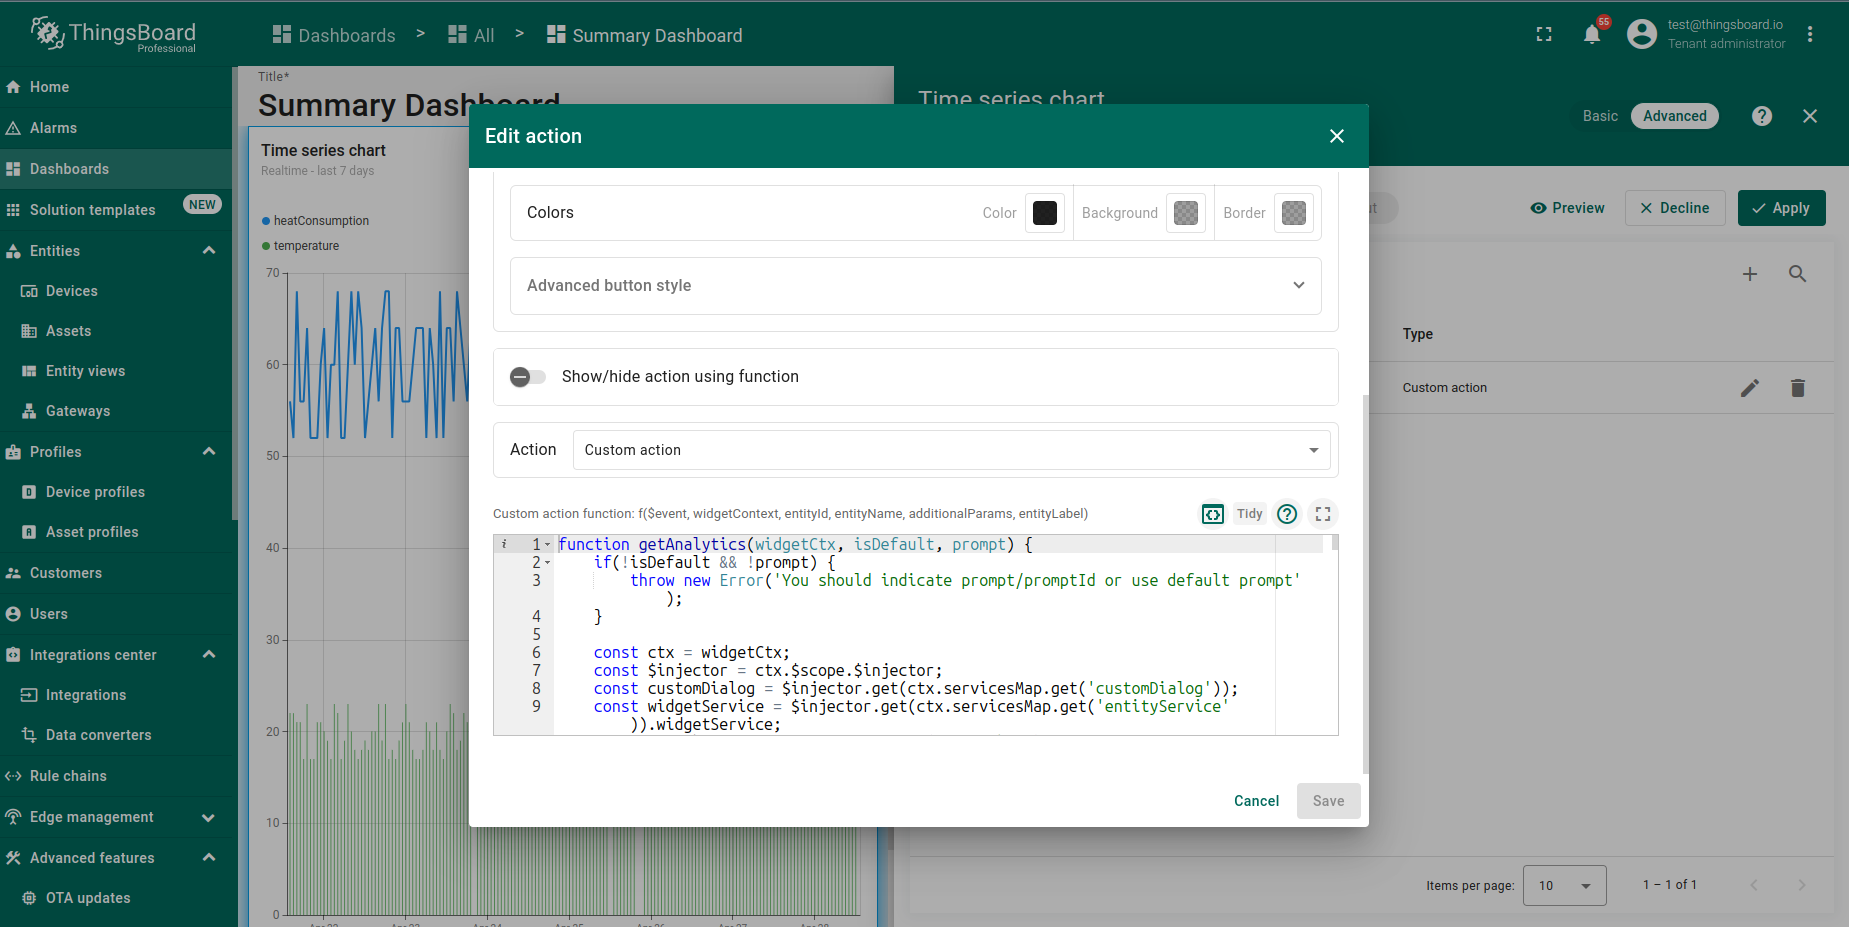 ThingsBoard
Professional
Dashboards > All > Summary Dashboard
55
test@thingsboard.io
Tenant administrator
Home
Alarms
Dashboards
Solution templates NEW
Entities
Devices
Assets
Entity views
Gateways
Profiles
Device profiles
Asset profiles
Customers
Users
Integrations center
Integrations
Data converters
Rule chains
Edge management
Advanced features
OTA updates
Title*
Summary Dashboard
Time series chart
Realtime - last 7 days
heatConsumption
temperature
70
60
50
40
30
20
10
0
Time series chart
Basic Advanced
Preview Decline Apply
Type
Custom action
Items per page: 10 1 – 1 of 1
Edit action
Colors Color Background Border
Advanced button style
Show/hide action using function
Action Custom action
Custom action function: f($event, widgetContext, entityId, entityName, additionalParams, entityLabel) Tidy
i 1 function getAnalytics(widgetCtx, isDefault, prompt) {
2 if(!isDefault && !prompt) {
3 throw new Error('You should indicate prompt/promptId or use default prompt'
);
4 }
5
6 const ctx = widgetCtx;
7 const $injector = ctx.$scope.$injector;
8 const customDialog = $injector.get(ctx.servicesMap.get('customDialog'));
9 const widgetService = $injector.get(ctx.servicesMap.get('entityService'
)).widgetService;
Cancel Save